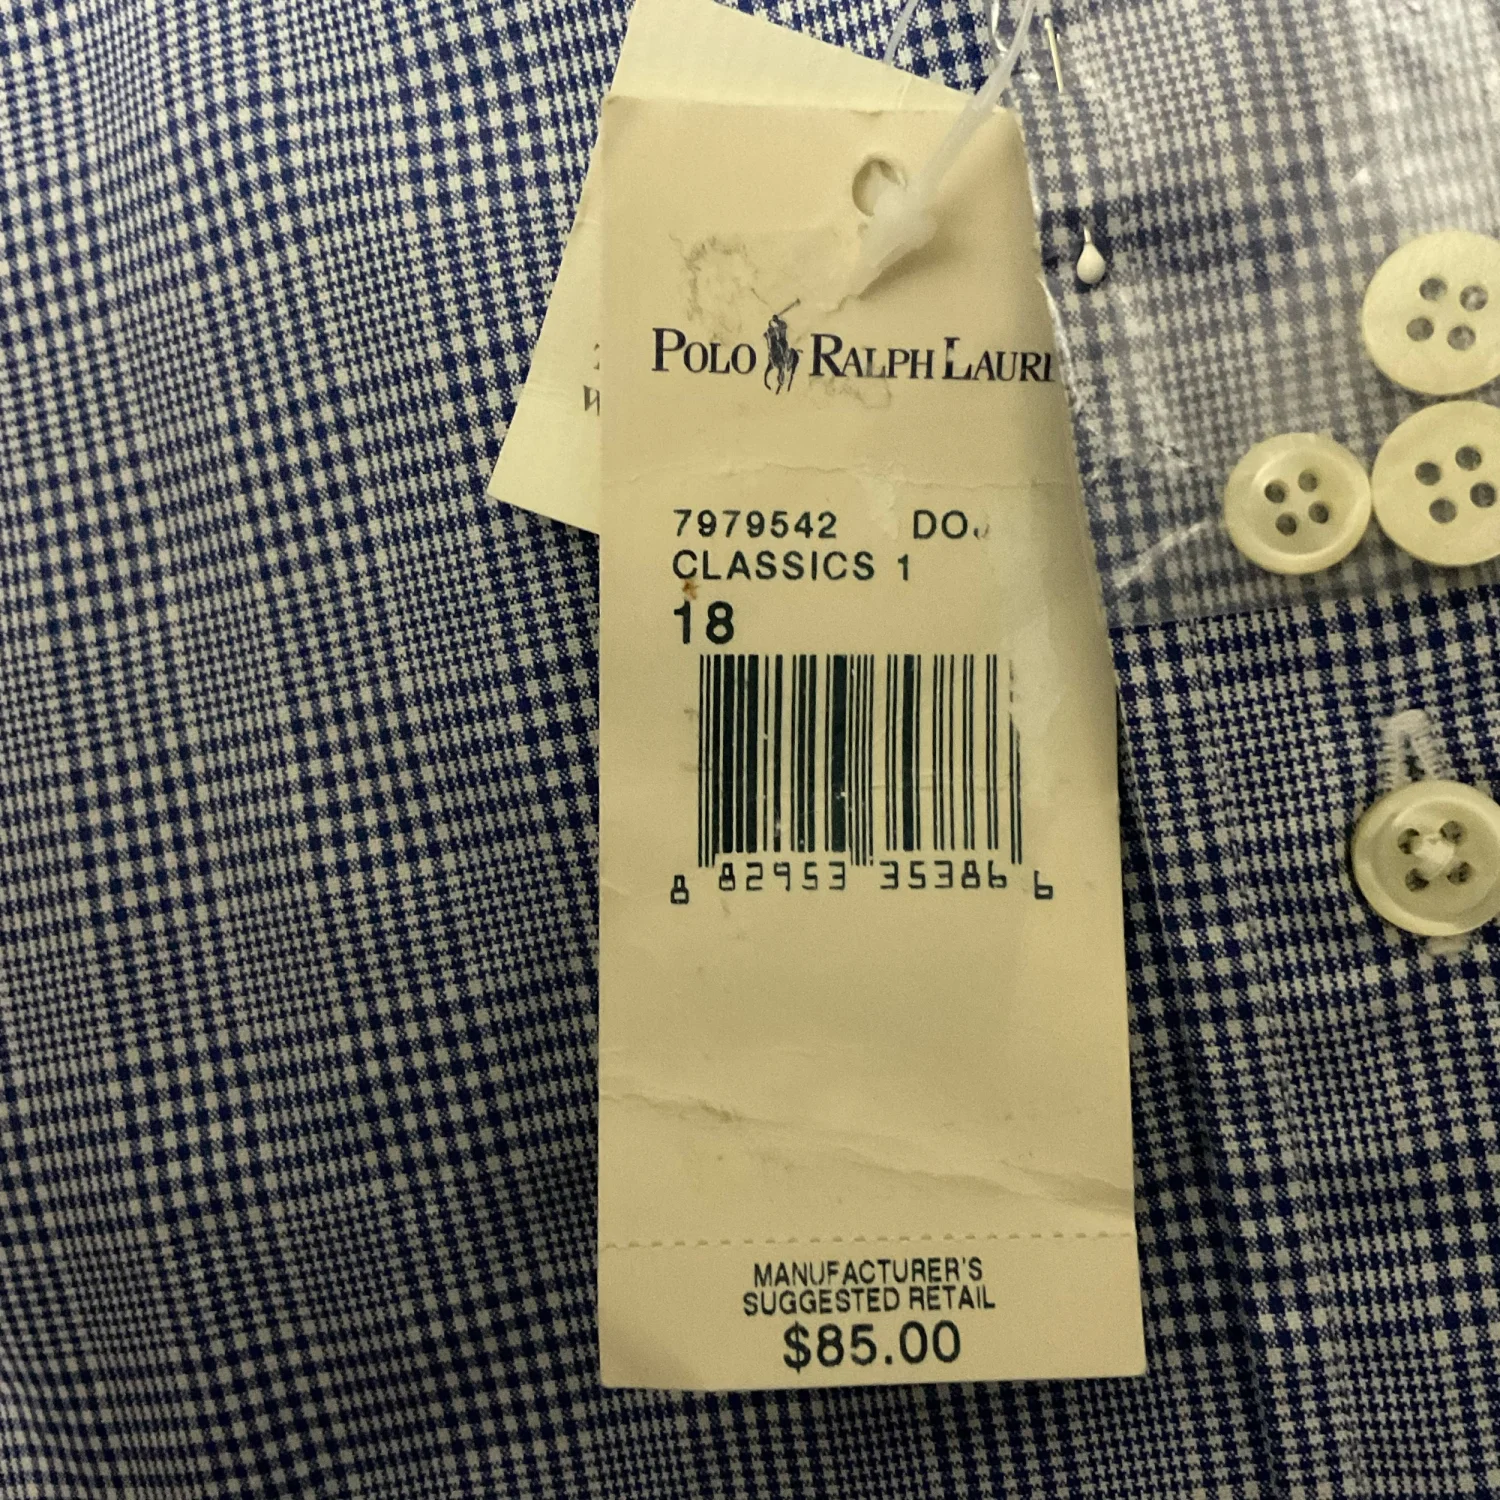 POLO RALPH LAURE
7979542 DO
CLASSICS 1
18
8 82953 35386 6
MANUFACTURER'S
SUGGESTED RETAIL
$85.00